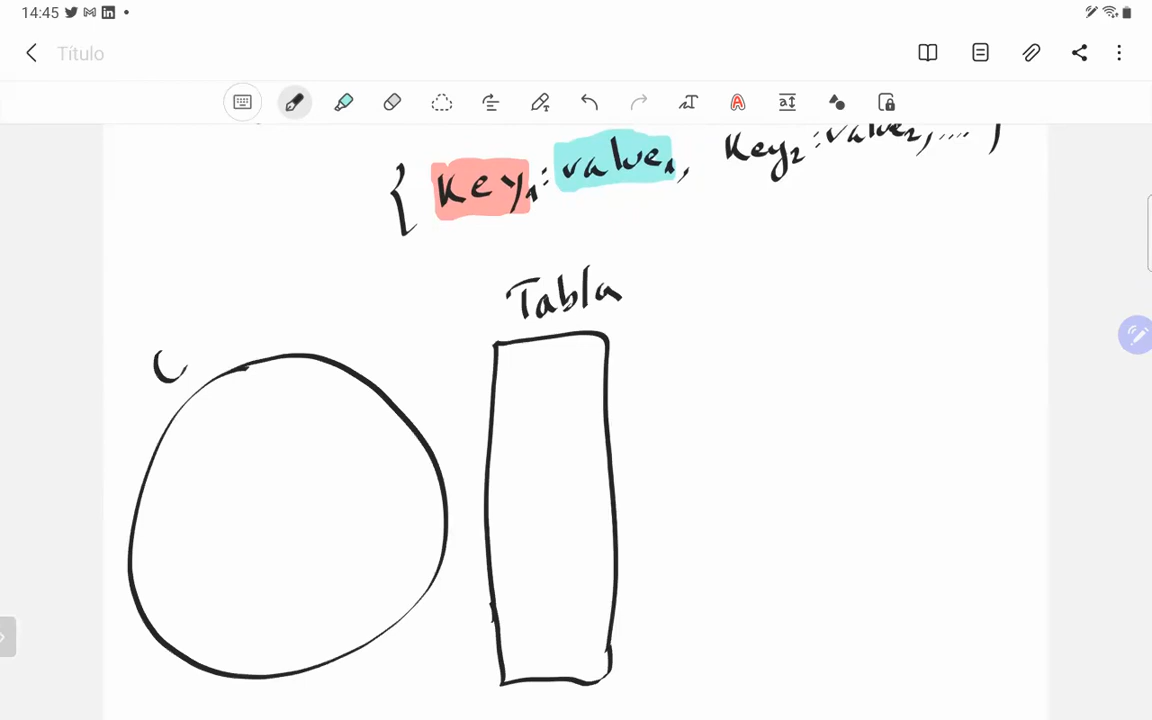 14:45
Título
{ Key₁: value₁, Key₂: value₂, .... }
Tabla
U